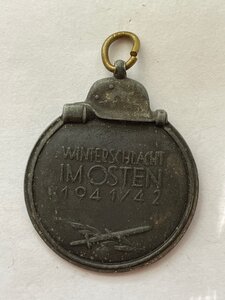 WINTERSCHLACHT
IM OSTEN
1941/42